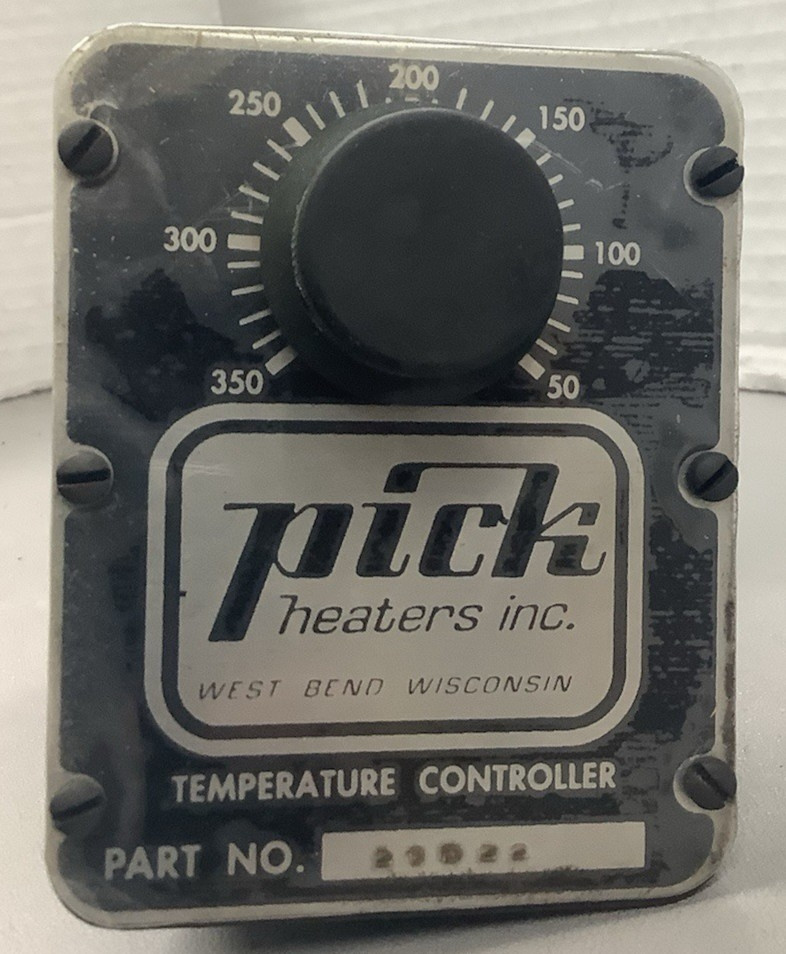 200
250 150
300 100
350 50
pick
heaters inc.
WEST BEND WISCONSIN
TEMPERATURE CONTROLLER
PART NO.